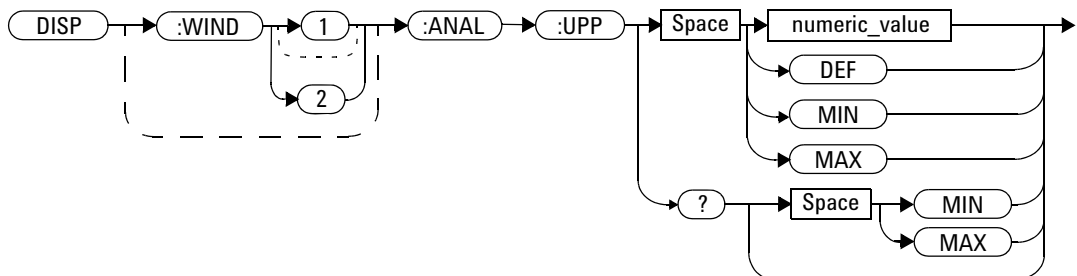 DISP :WIND 1 :ANAL :UPP Space numeric_value
2 DEF
MIN
MAX
? Space MIN
MAX